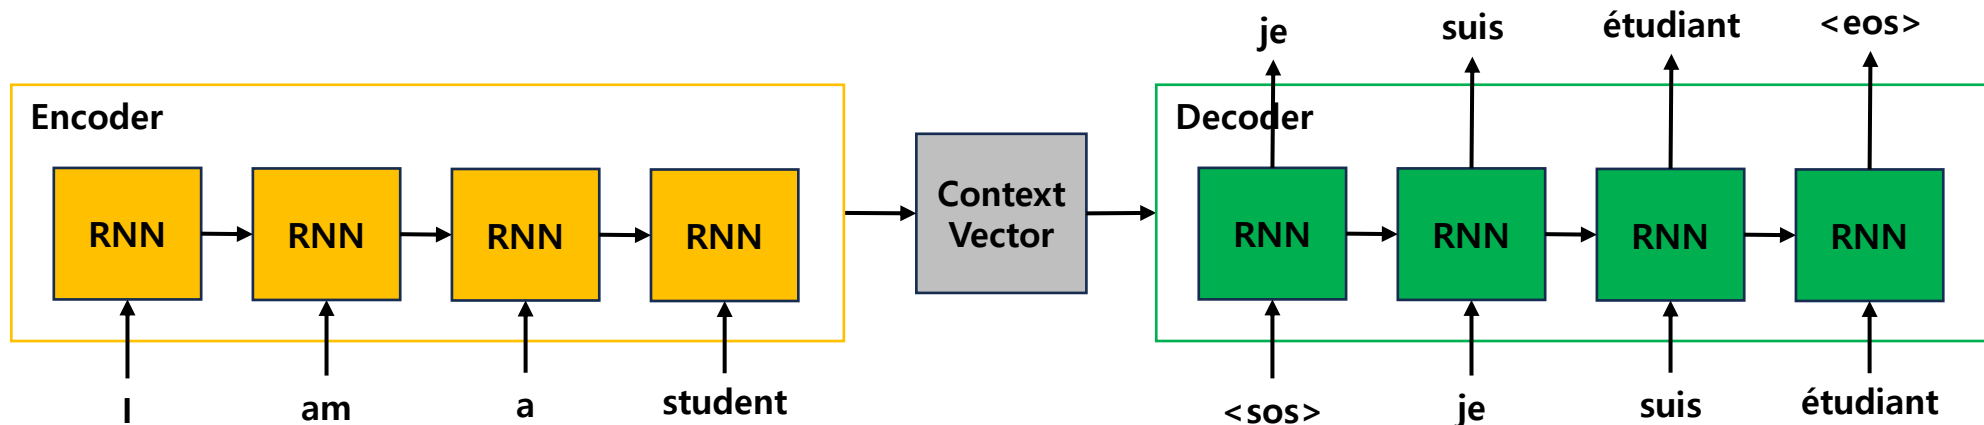 je suis étudiant <eos>
Encoder
Decoder
RNN RNN RNN RNN
Context
Vector
RNN RNN RNN RNN
I am a student
<sos> je suis étudiant